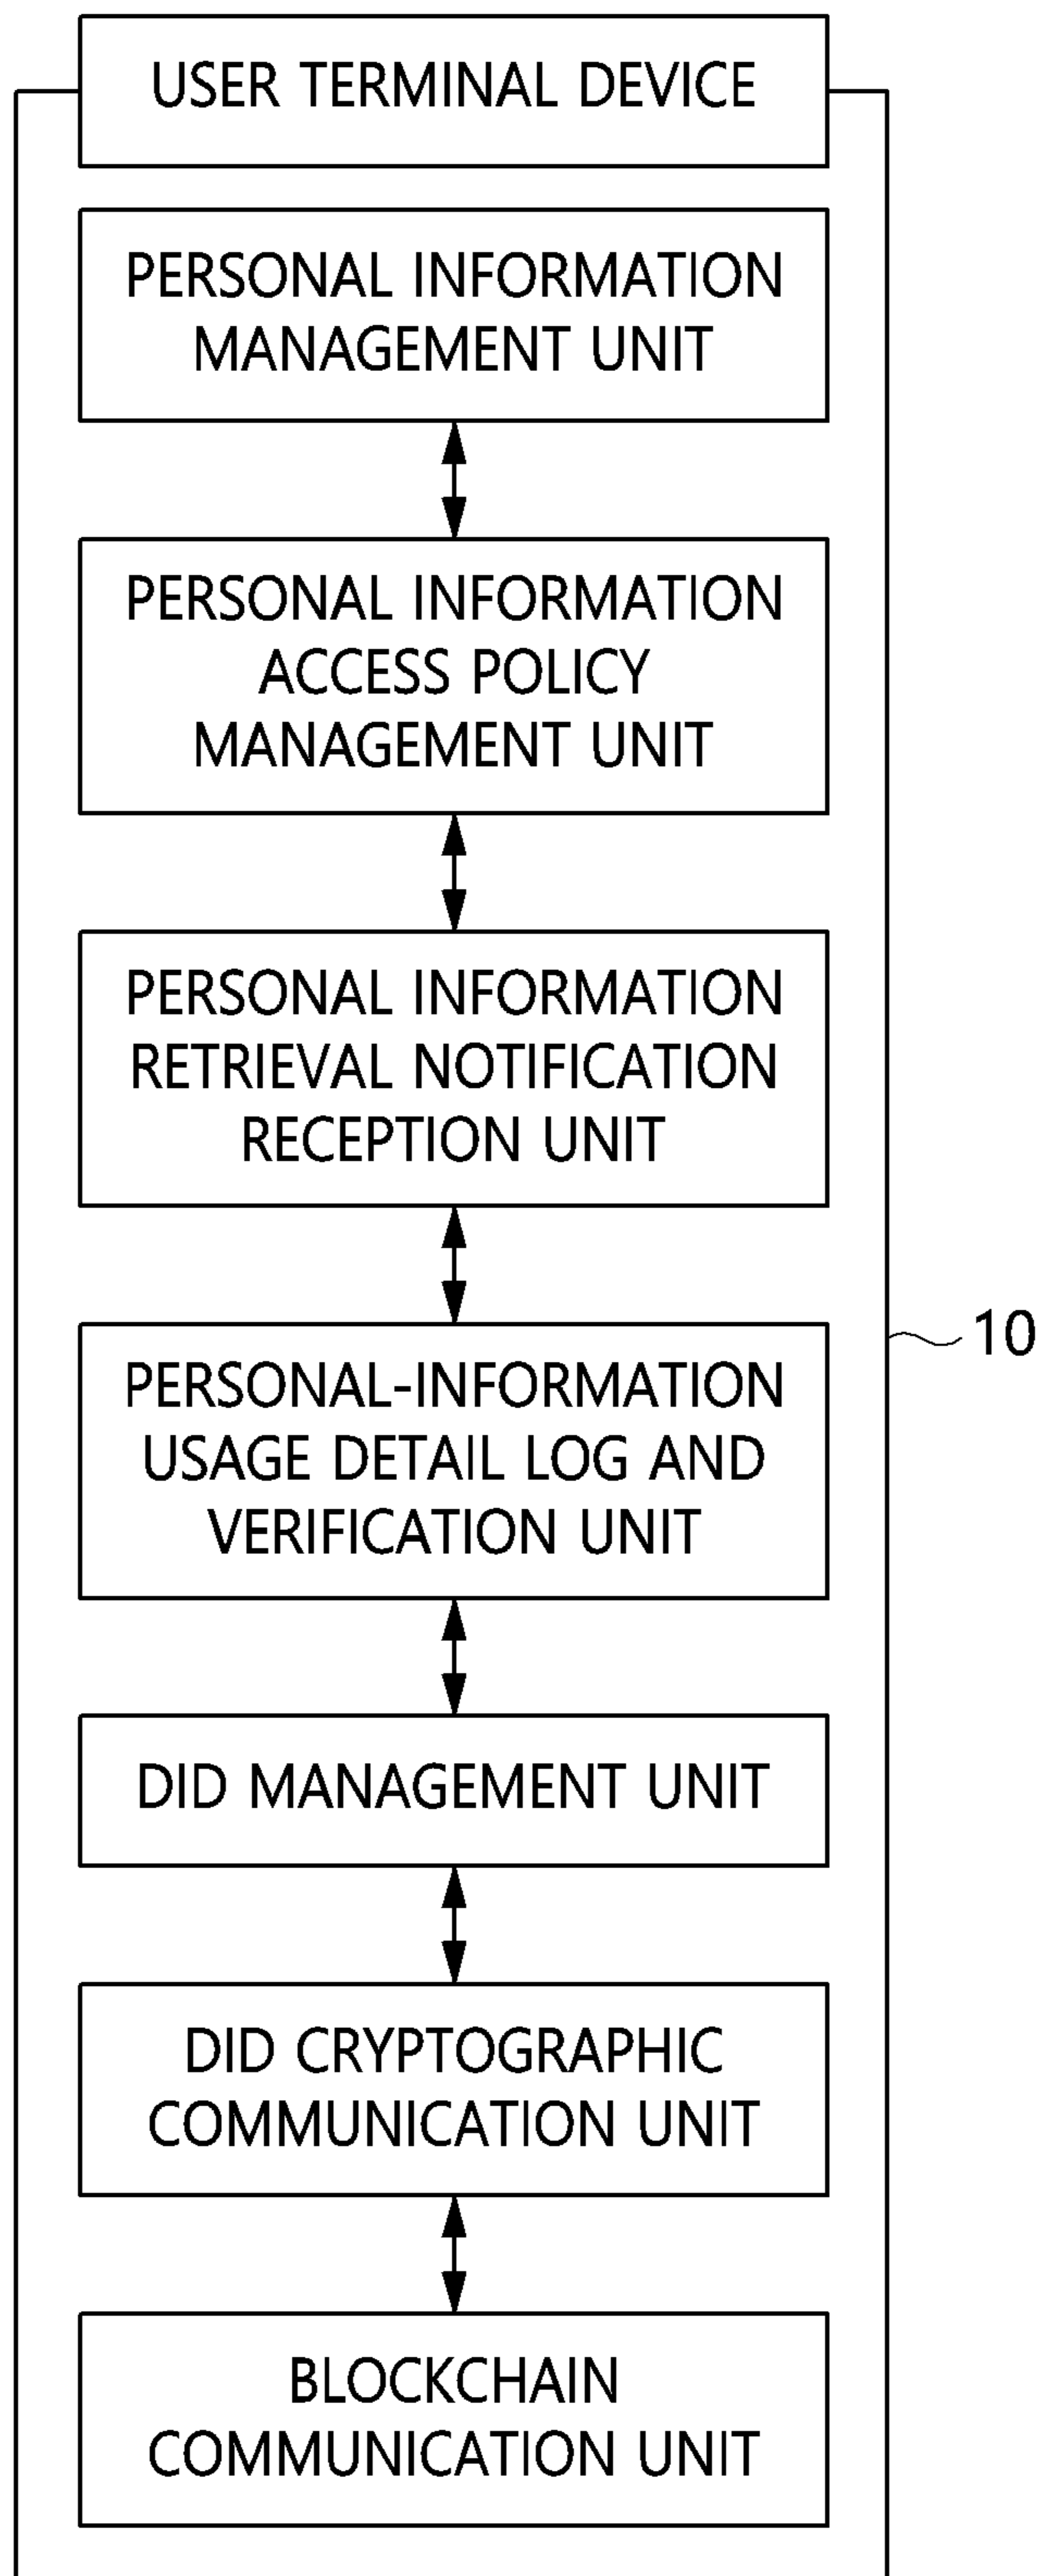 USER TERMINAL DEVICE
PERSONAL INFORMATION
MANAGEMENT UNIT
PERSONAL INFORMATION
ACCESS POLICY
MANAGEMENT UNIT
PERSONAL INFORMATION
RETRIEVAL NOTIFICATION
RECEPTION UNIT
PERSONAL-INFORMATION
USAGE DETAIL LOG AND
VERIFICATION UNIT
10
DID MANAGEMENT UNIT
DID CRYPTOGRAPHIC
COMMUNICATION UNIT
BLOCKCHAIN
COMMUNICATION UNIT